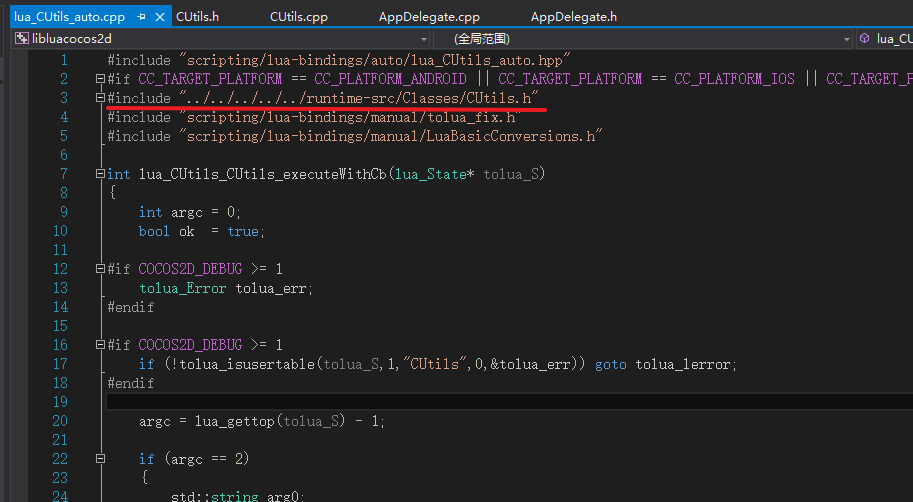 lua_CUtils_auto.cpp CUtils.h CUtils.cpp AppDelegate.cpp AppDelegate.h
libluacocos2d (全局范围) lua_CU
1 #include "scripting/lua-bindings/auto/lua_CUtils_auto.hpp"
2 #if CC_TARGET_PLATFORM == CC_PLATFORM_ANDROID || CC_TARGET_PLATFORM == CC_PLATFORM_IOS || CC_TARGET_P
3 #include "../../../../../runtime-src/Classes/CUtils.h"
4 #include "scripting/lua-bindings/manual/tolua_fix.h"
5 #include "scripting/lua-bindings/manual/LuaBasicConversions.h"
6
7 int lua_CUtils_CUtils_executeWithCb(lua_State* tolua_S)
8 {
9 int argc = 0;
10 bool ok  = true;
11
12 #if COCOS2D_DEBUG >= 1
13 tolua_Error tolua_err;
14 #endif
15
16 #if COCOS2D_DEBUG >= 1
17 if (!tolua_isusertable(tolua_S,1,"CUtils",0,&tolua_err)) goto tolua_lerror;
18 #endif
19
20 argc = lua_gettop(tolua_S) - 1;
21
22 if (argc == 2)
23 {
24 std::string arg0;